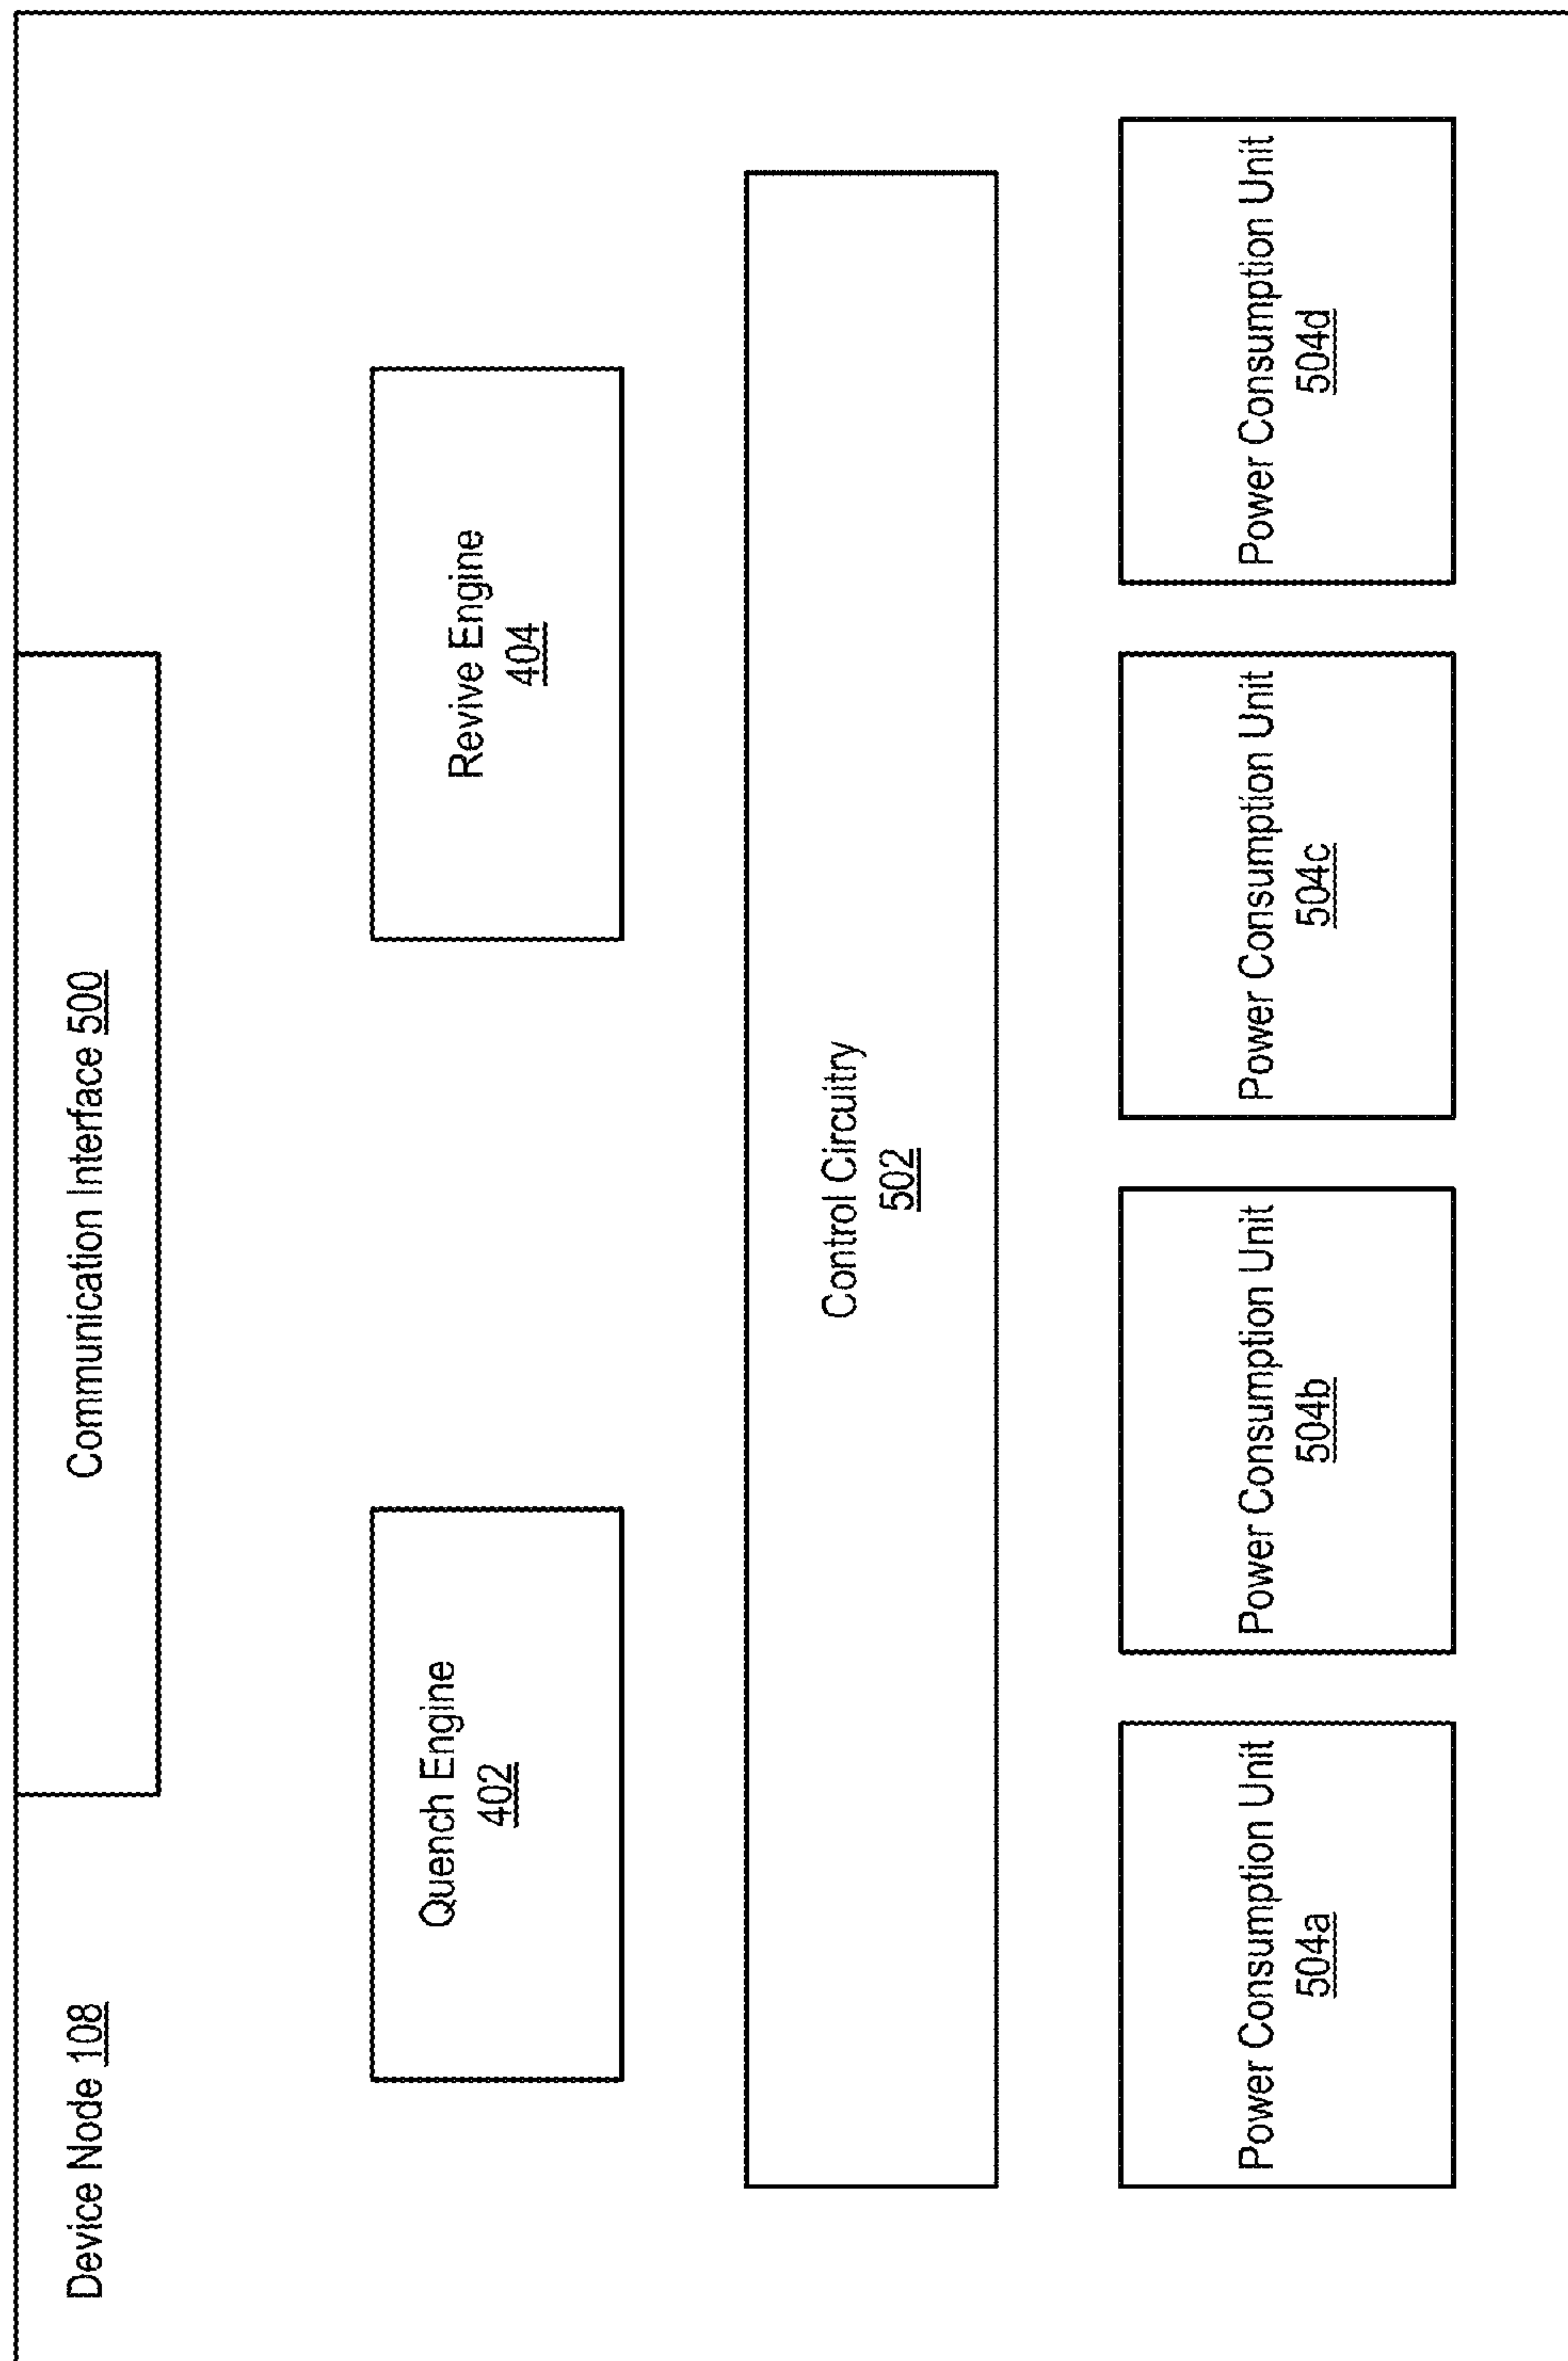 Device Node 108
Communication Interface 500
Quench Engine
402
Revive Engine
404
Control Circuitry
502
Power Consumption Unit
504a
Power Consumption Unit
504b
Power Consumption Unit
504c
Power Consumption Unit
504d